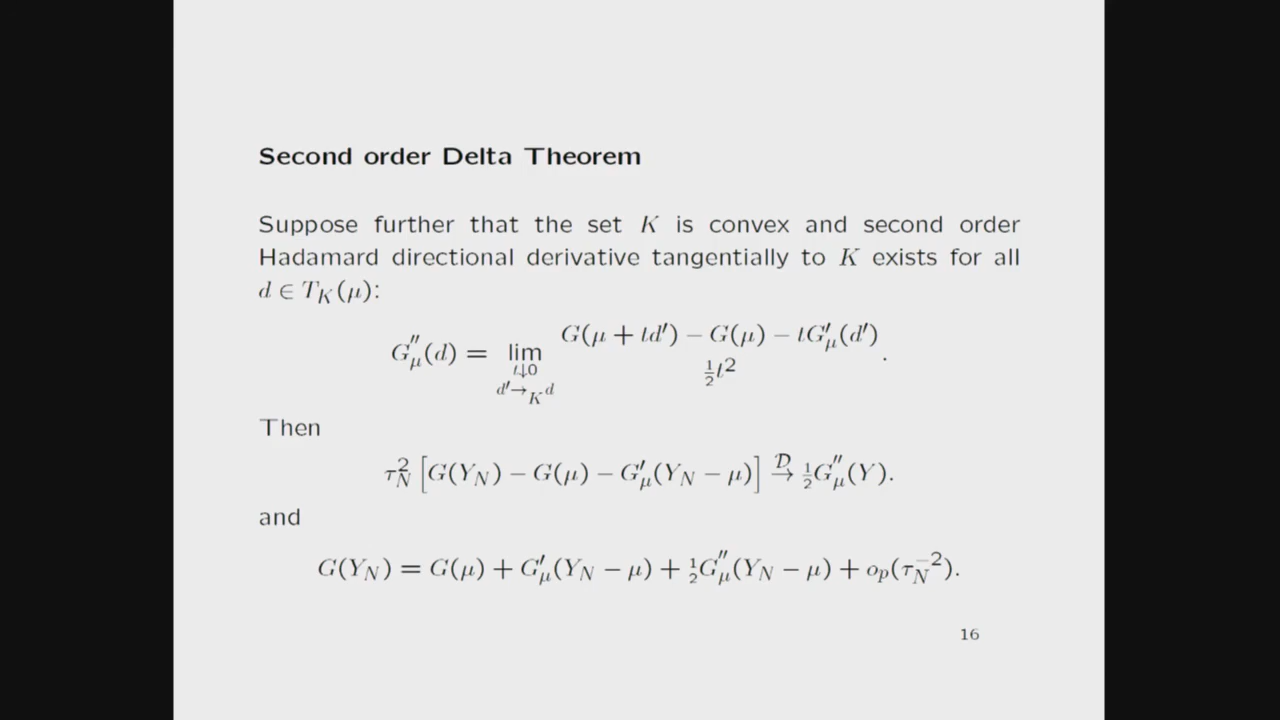 Second order Delta Theorem
Suppose further that the set K is convex and second order
Hadamard directional derivative tangentially to K exists for all
d ∈ T_K(μ):
G″_μ(d) = lim_{t↓0, d′→_K d} (G(μ + td′) − G(μ) − tG′_μ(d′)) / (½t²).
Then
τ_N² [G(Y_N) − G(μ) − G′_μ(Y_N − μ)] →^D ½G″_μ(Y).
and
G(Y_N) = G(μ) + G′_μ(Y_N − μ) + ½G″_μ(Y_N − μ) + o_p(τ_N^{−2}).
16